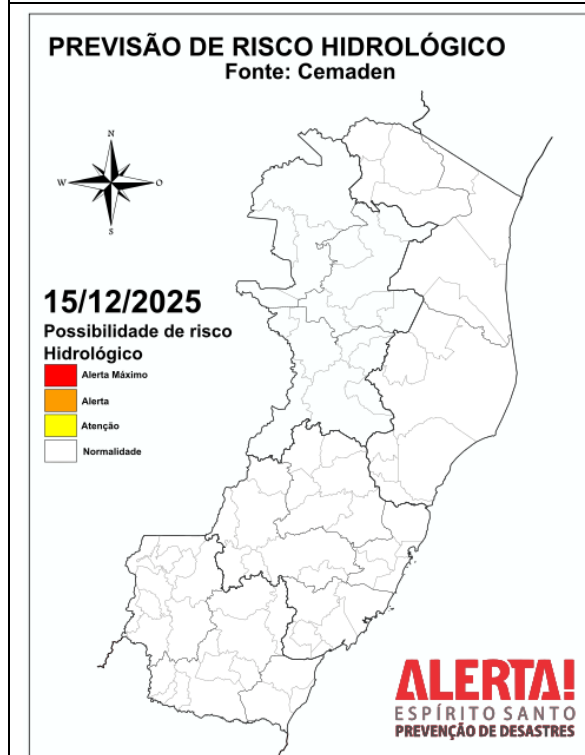 PREVISÃO DE RISCO HIDROLÓGICO
Fonte: Cemaden
N
W
O
S
15/12/2025
Possibilidade de risco
Hidrológico
Alerta Máximo
Alerta
Atenção
Normalidade
ALERTA!
ESPÍRITO SANTO
PREVENÇÃO DE DESASTRES